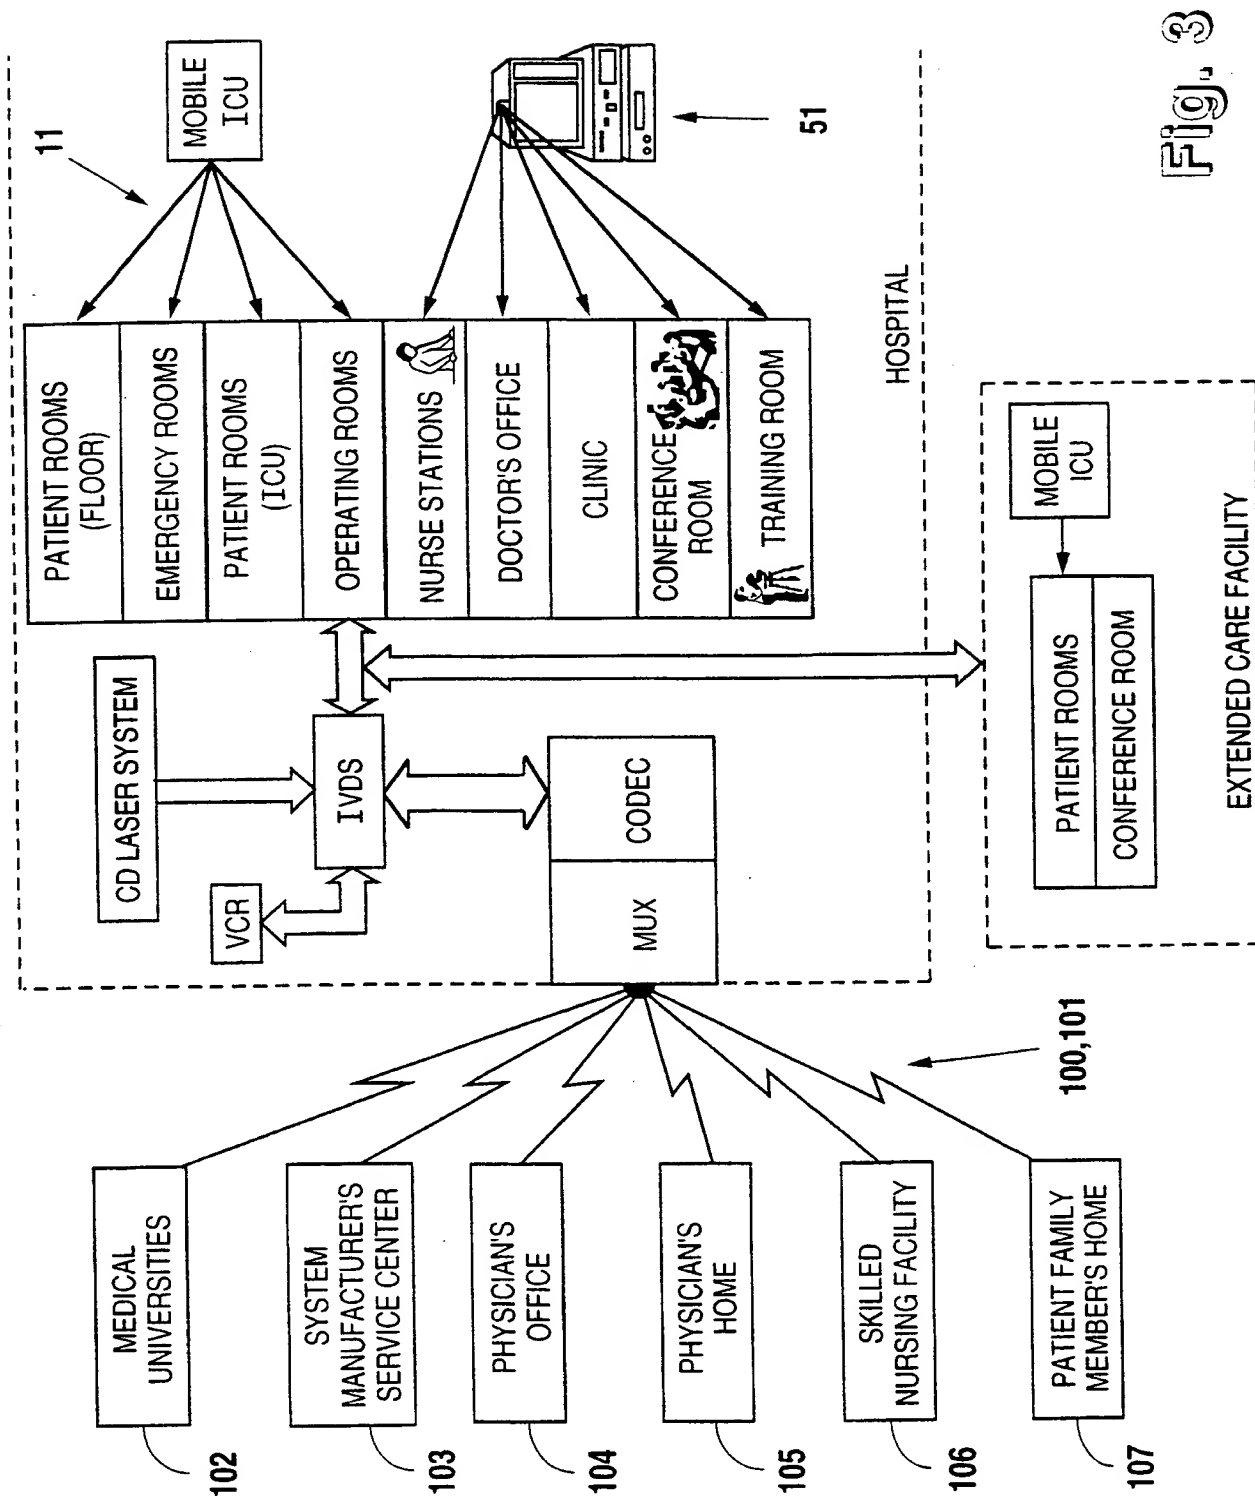 102
MEDICAL
UNIVERSITIES
103
SYSTEM
MANUFACTURER'S
SERVICE CENTER
104
PHYSICIAN'S
OFFICE
105
PHYSICIAN'S
HOME
106
SKILLED
NURSING FACILITY
107
PATIENT FAMILY
MEMBER'S HOME
100,101
VCR
CD LASER SYSTEM
IVDS
MUX
CODEC
PATIENT ROOMS
(FLOOR)
EMERGENCY ROOMS
PATIENT ROOMS
(ICU)
OPERATING ROOMS
NURSE STATIONS
DOCTOR'S OFFICE
CLINIC
CONFERENCE
ROOM
TRAINING ROOM
11
MOBILE
ICU
51
HOSPITAL
PATIENT ROOMS
CONFERENCE ROOM
MOBILE
ICU
EXTENDED CARE FACILITY
Fig. 3